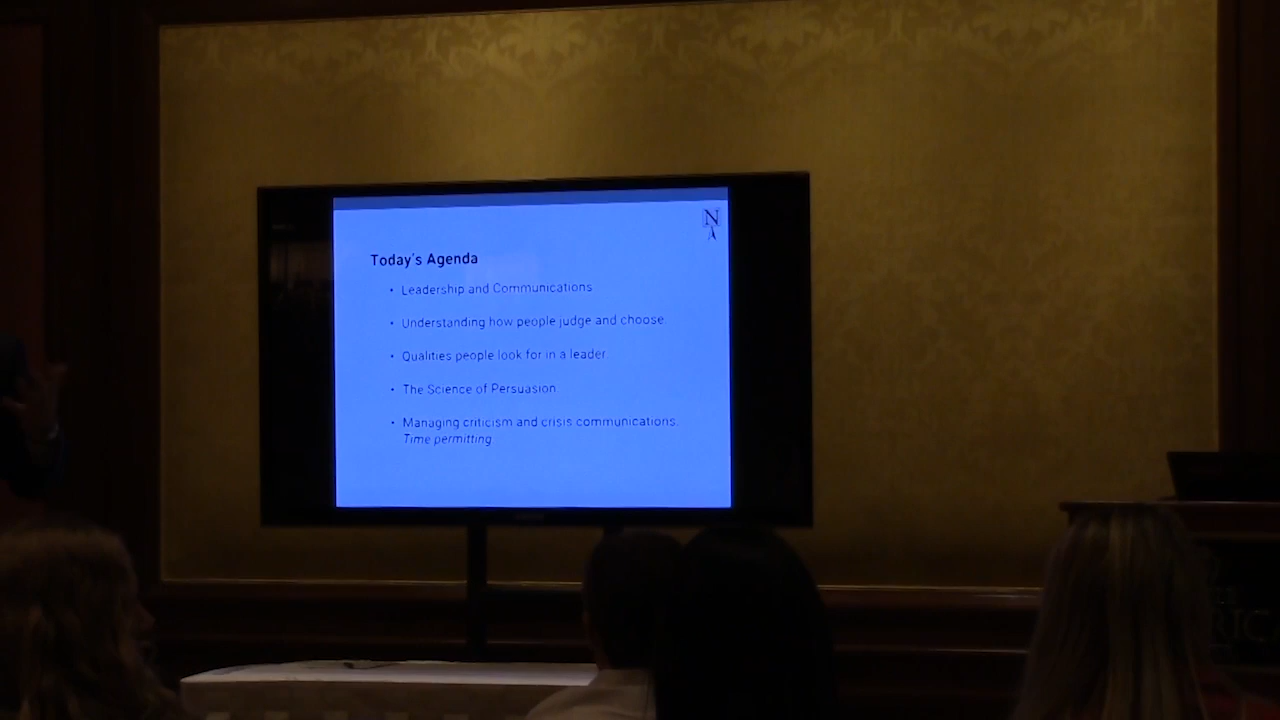 N
A
Today's Agenda
• Leadership and Communications
• Understanding how people judge and choose.
• Qualities people look for in a leader.
• The Science of Persuasion
• Managing criticism and crisis communications.
Time permitting.